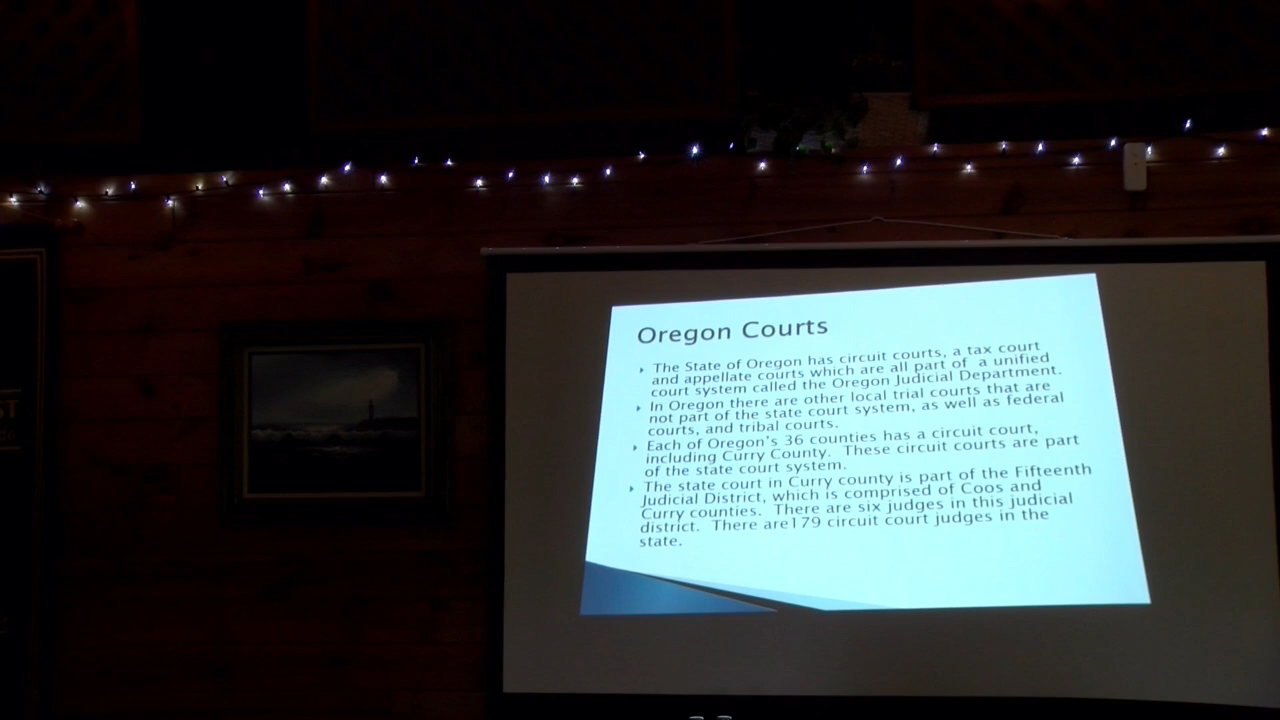 Oregon Courts
The State of Oregon has circuit courts, a tax court
and appellate courts which are all part of a unified
court system called the Oregon Judicial Department.
In Oregon there are other local trial courts that are
not part of the state court system, as well as federal
courts, and tribal courts.
Each of Oregon's 36 counties has a circuit court,
including Curry County. These circuit courts are part
of the state court system.
The state court in Curry county is part of the Fifteenth
Judicial District, which is comprised of Coos and
Curry counties. There are six judges in this judicial
district. There are179 circuit court judges in the
state.